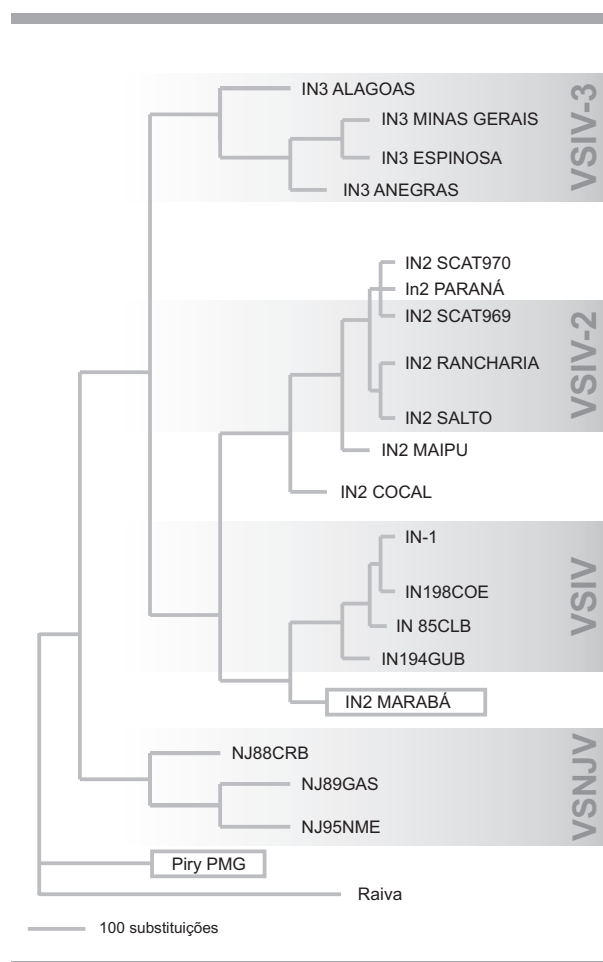 IN3 ALAGOAS
IN3 MINAS GERAIS
IN3 ESPINOSA
IN3 ANEGRAS
VSIV-3
IN2 SCAT970
In2 PARANÁ
IN2 SCAT969
IN2 RANCHARIA
IN2 SALTO
VSIV-2
IN2 MAIPU
IN2 COCAL
IN-1
IN198COE
IN 85CLB
IN194GUB
VSIV
IN2 MARABÁ
NJ88CRB
NJ89GAS
NJ95NME
VSNJV
Piry PMG
Raiva
100 substituições